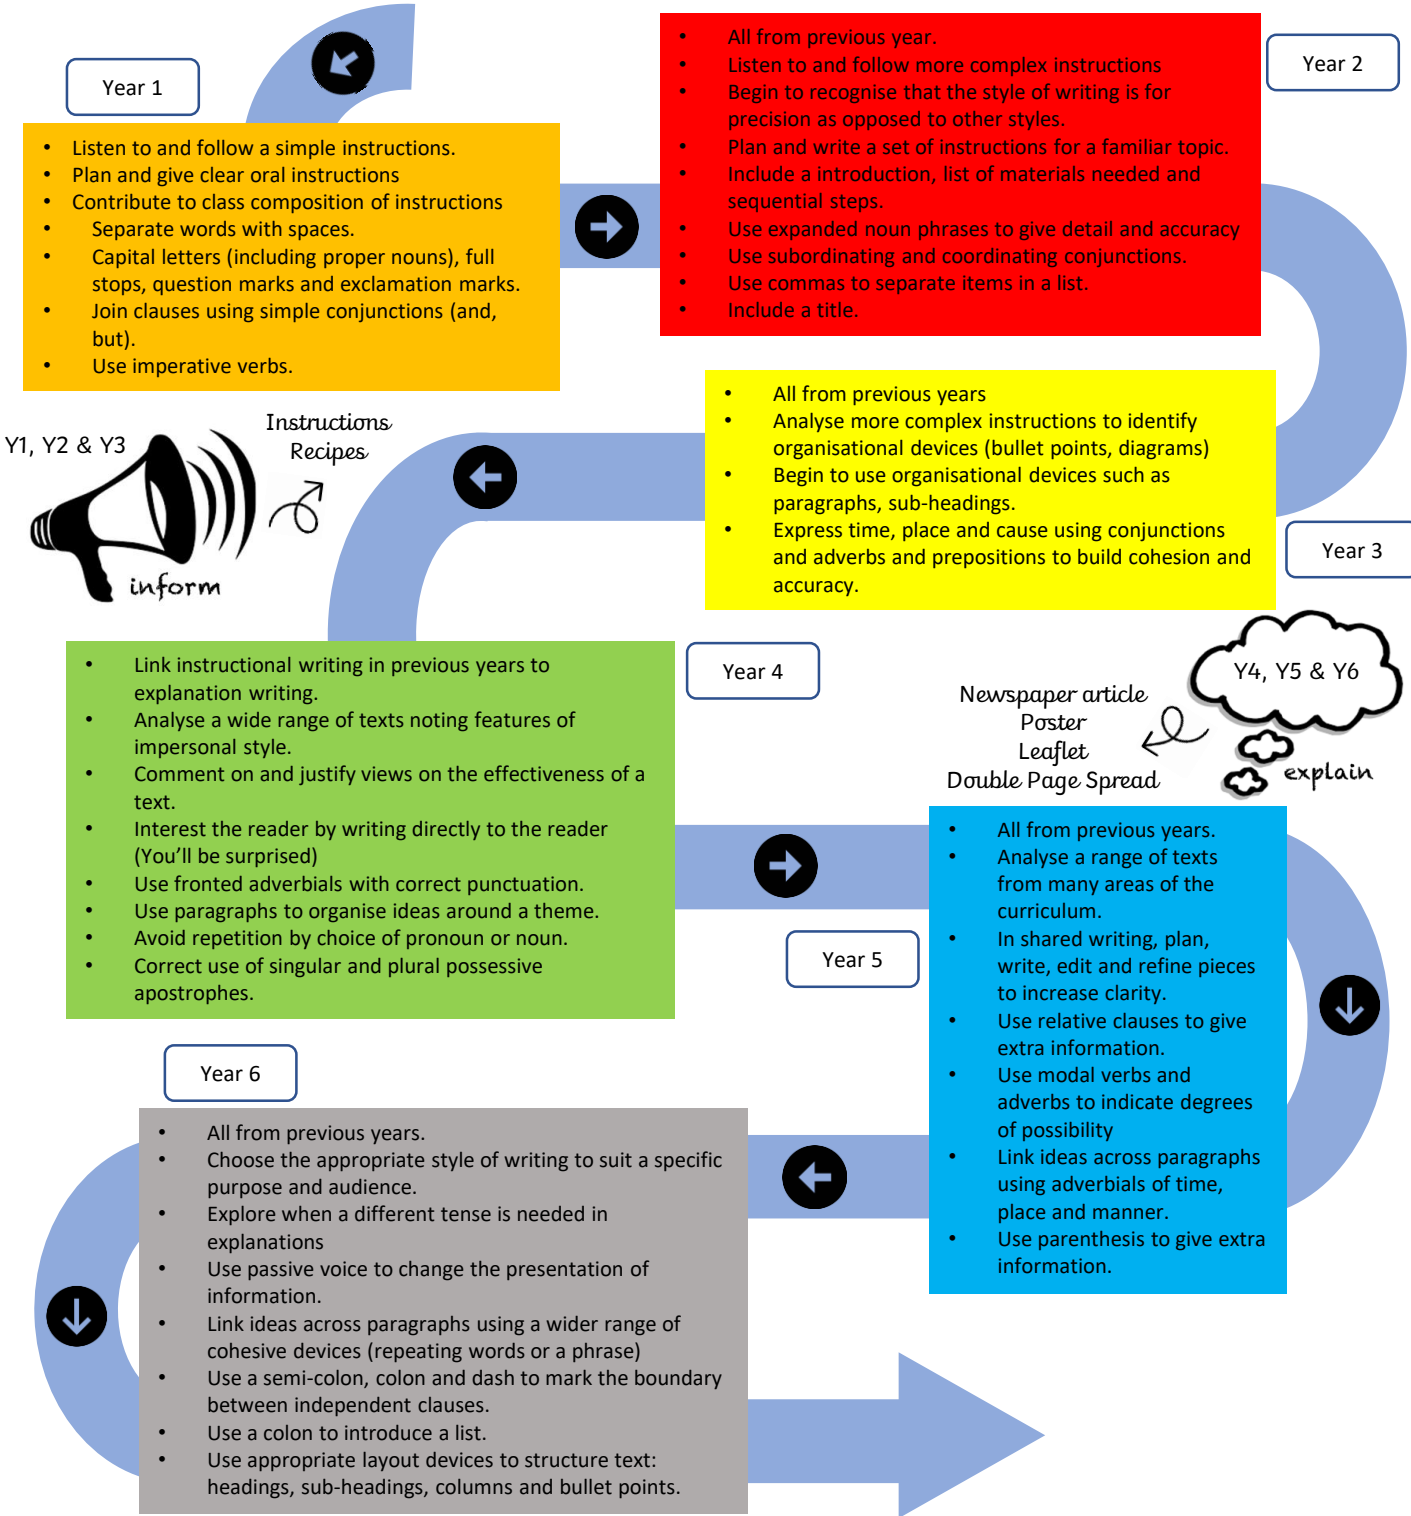 Year 1
Listen to and follow a simple instructions.
Plan and give clear oral instructions
Contribute to class composition of instructions
Separate words with spaces.
Capital letters (including proper nouns), full
stops, question marks and exclamation marks.
Join clauses using simple conjunctions (and,
but).
Use imperative verbs.
Year 2
All from previous year.
Listen to and follow more complex instructions
Begin to recognise that the style of writing is for
precision as opposed to other styles.
Plan and write a set of instructions for a familiar topic.
Include a introduction, list of materials needed and
sequential steps.
Use expanded noun phrases to give detail and accuracy
Use subordinating and coordinating conjunctions.
Use commas to separate items in a list.
Include a title.
Y1, Y2 & Y3
Instructions
Recipes
inform
Year 3
All from previous years
Analyse more complex instructions to identify
organisational devices (bullet points, diagrams)
Begin to use organisational devices such as
paragraphs, sub-headings.
Express time, place and cause using conjunctions
and adverbs and prepositions to build cohesion and
accuracy.
Year 4
Link instructional writing in previous years to
explanation writing.
Analyse a wide range of texts noting features of
impersonal style.
Comment on and justify views on the effectiveness of a
text.
Interest the reader by writing directly to the reader
(You'll be surprised)
Use fronted adverbials with correct punctuation.
Use paragraphs to organise ideas around a theme.
Avoid repetition by choice of pronoun or noun.
Correct use of singular and plural possessive
apostrophes.
Y4, Y5 & Y6
Newspaper article
Poster
Leaflet
Double Page Spread
explain
Year 5
All from previous years.
Analyse a range of texts
from many areas of the
curriculum.
In shared writing, plan,
write, edit and refine pieces
to increase clarity.
Use relative clauses to give
extra information.
Use modal verbs and
adverbs to indicate degrees
of possibility
Link ideas across paragraphs
using adverbials of time,
place and manner.
Use parenthesis to give extra
information.
Year 6
All from previous years.
Choose the appropriate style of writing to suit a specific
purpose and audience.
Explore when a different tense is needed in
explanations
Use passive voice to change the presentation of
information.
Link ideas across paragraphs using a wider range of
cohesive devices (repeating words or a phrase)
Use a semi-colon, colon and dash to mark the boundary
between independent clauses.
Use a colon to introduce a list.
Use appropriate layout devices to structure text:
headings, sub-headings, columns and bullet points.